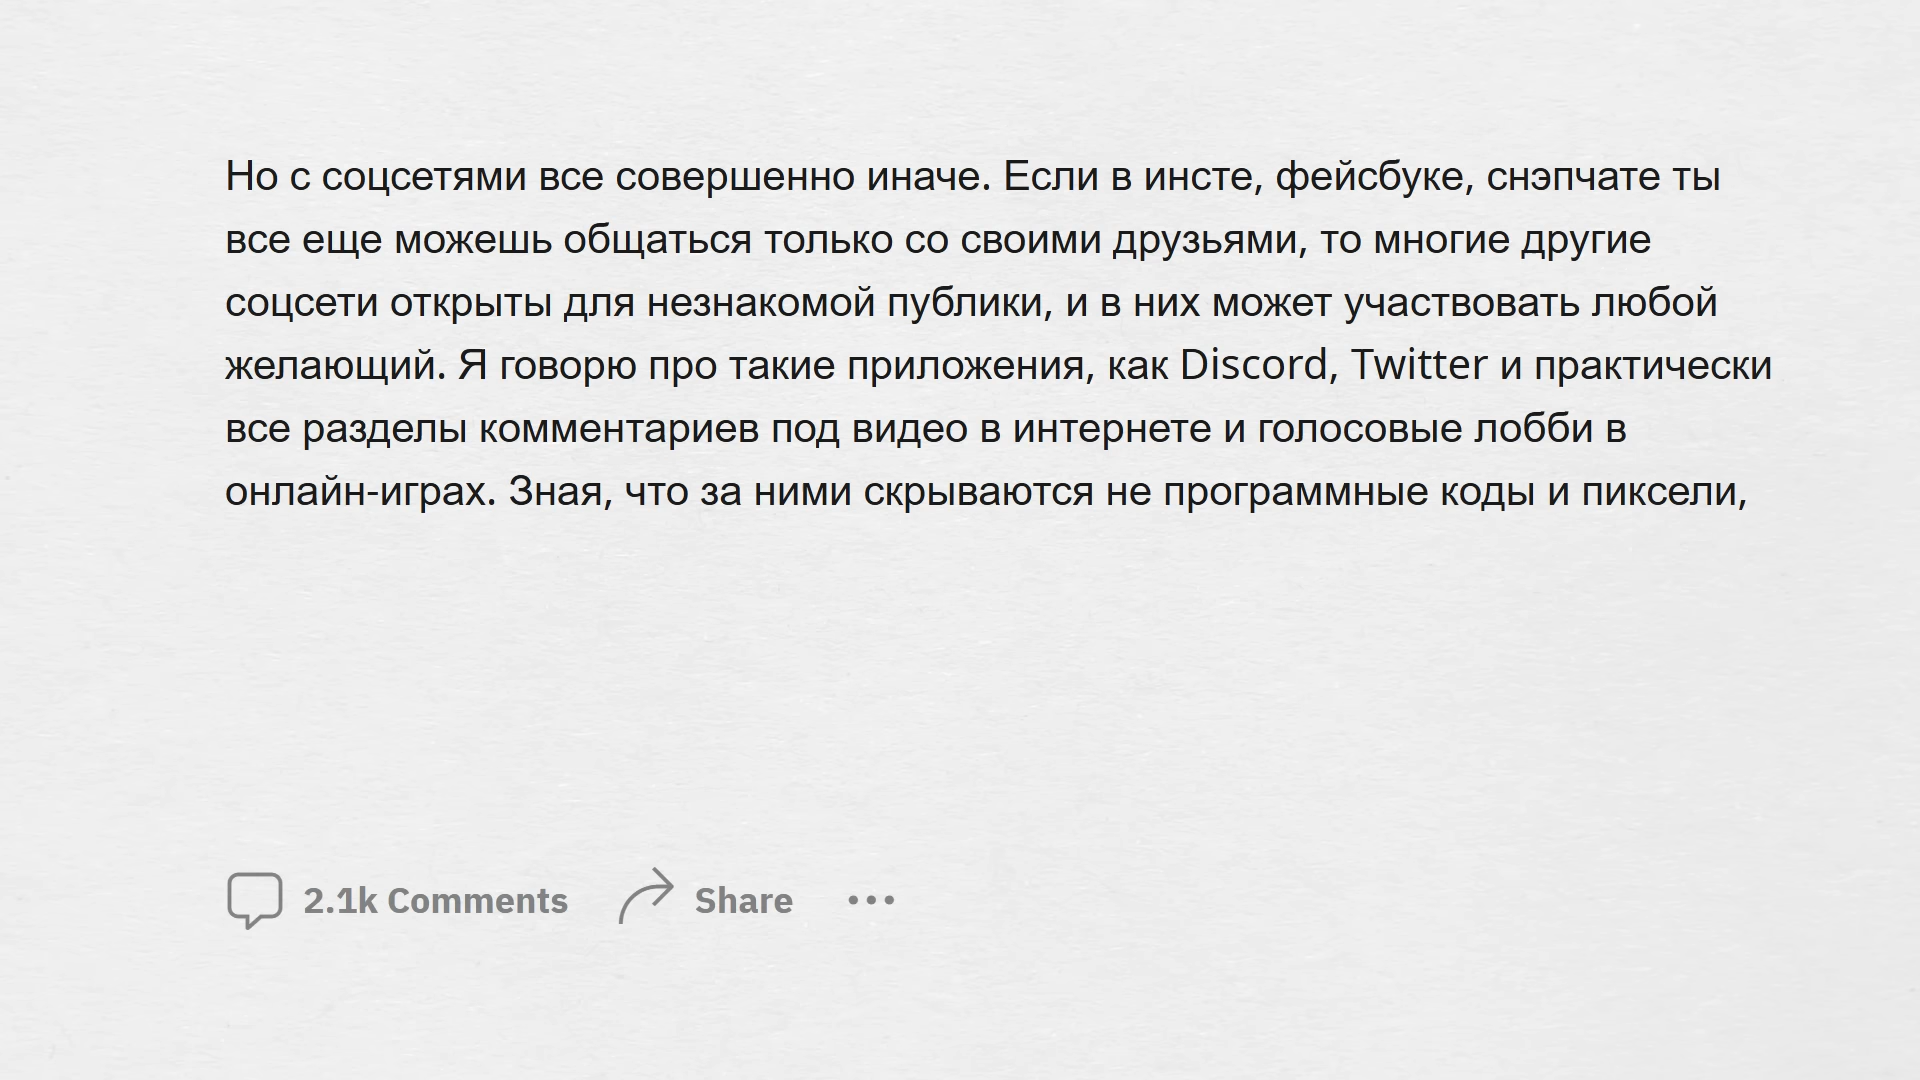 Но с соцсетями все совершенно иначе. Если в инсте, фейсбуке, снэпчате ты
все еще можешь общаться только со своими друзьями, то многие другие
соцсети открыты для незнакомой публики, и в них может участвовать любой
желающий. Я говорю про такие приложения, как Discord, Twitter и практически
все разделы комментариев под видео в интернете и голосовые лобби в
онлайн-играх. Зная, что за ними скрываются не программные коды и пиксели,
2.1k Comments Share